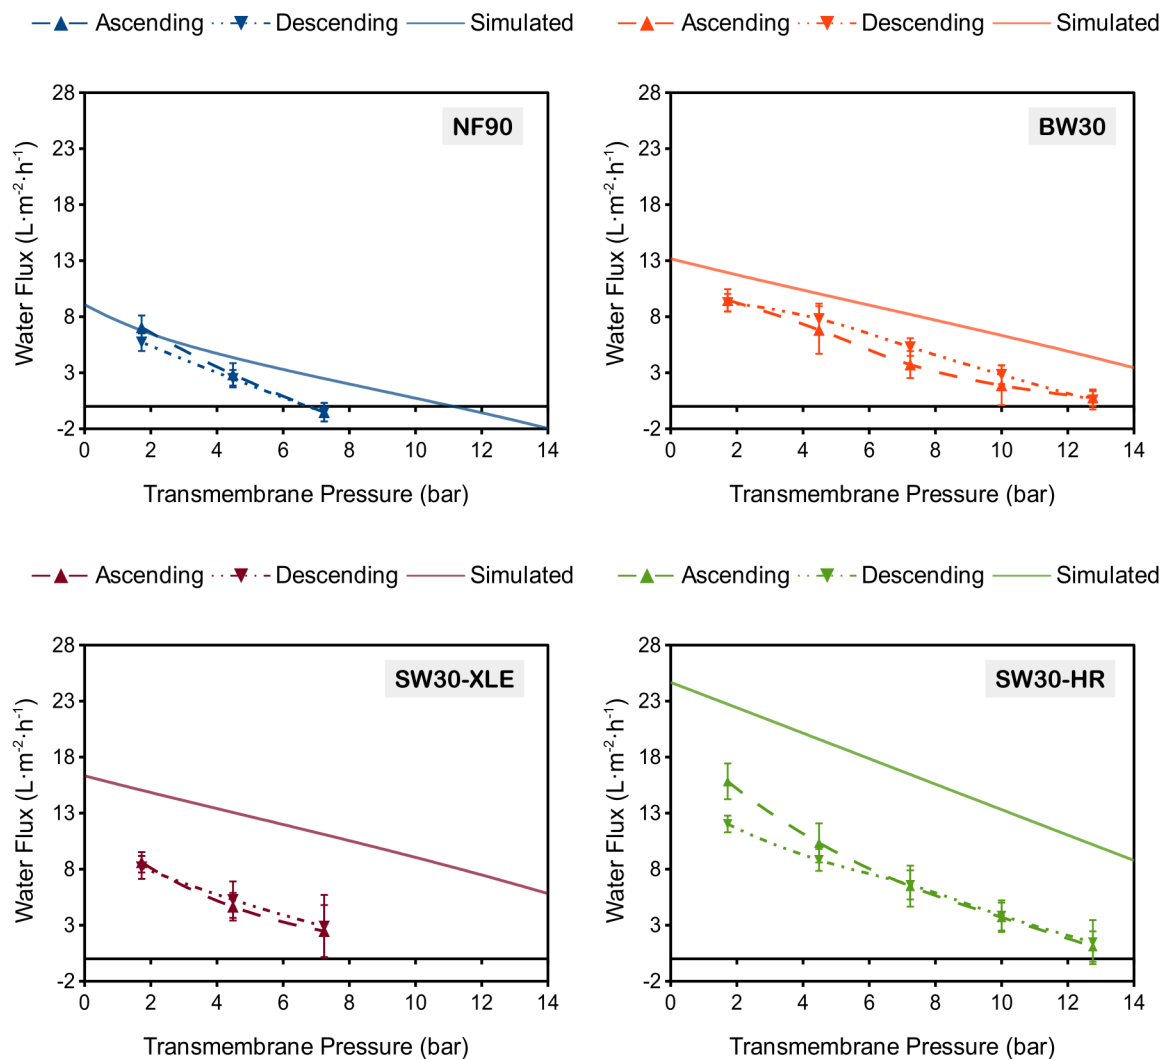 Ascending Descending Simulated
Ascending Descending Simulated
28
NF90
23
18
13
8
3
-2
0 2 4 6 8 10 12 14
Water Flux (L·m⁻²·h⁻¹)
Transmembrane Pressure (bar)
28
BW30
23
18
13
8
3
-2
0 2 4 6 8 10 12 14
Water Flux (L·m⁻²·h⁻¹)
Transmembrane Pressure (bar)
Ascending Descending Simulated
Ascending Descending Simulated
28
SW30-XLE
23
18
13
8
3
-2
0 2 4 6 8 10 12 14
Water Flux (L·m⁻²·h⁻¹)
Transmembrane Pressure (bar)
28
SW30-HR
23
18
13
8
3
-2
0 2 4 6 8 10 12 14
Water Flux (L·m⁻²·h⁻¹)
Transmembrane Pressure (bar)